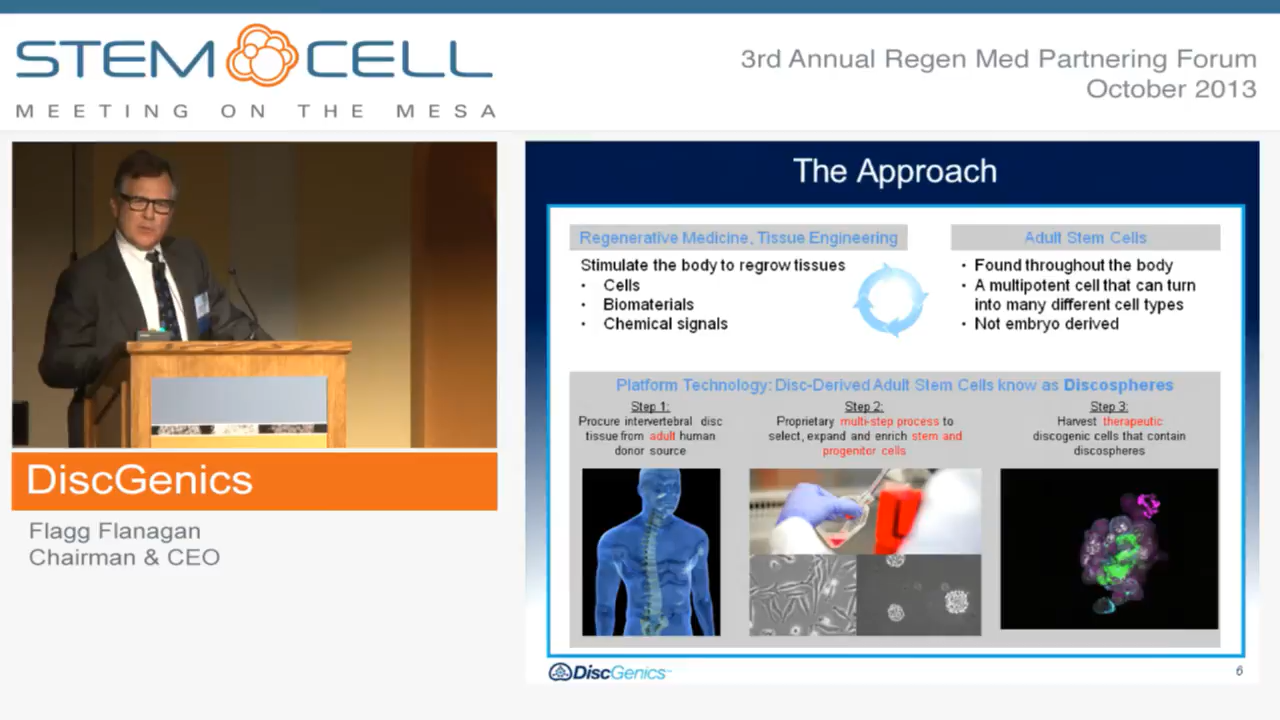 STEM CELL
MEETING ON THE MESA
3rd Annual Regen Med Partnering Forum
October 2013
The Approach
Regenerative Medicine, Tissue Engineering
Stimulate the body to regrow tissues
• Cells
• Biomaterials
• Chemical signals
Adult Stem Cells
• Found throughout the body
• A multipotent cell that can turn
into many different cell types
• Not embryo derived
Platform Technology: Disc-Derived Adult Stem Cells know as Discospheres
Step 1:
Procure intervertebral disc
tissue from adult human
donor source
Step 2:
Proprietary multi-step process to
select, expand and enrich stem and
progenitor cells
Step 3:
Harvest therapeutic
discogenic cells that contain
discospheres
DiscGenics
6
DiscGenics
Flagg Flanagan
Chairman & CEO